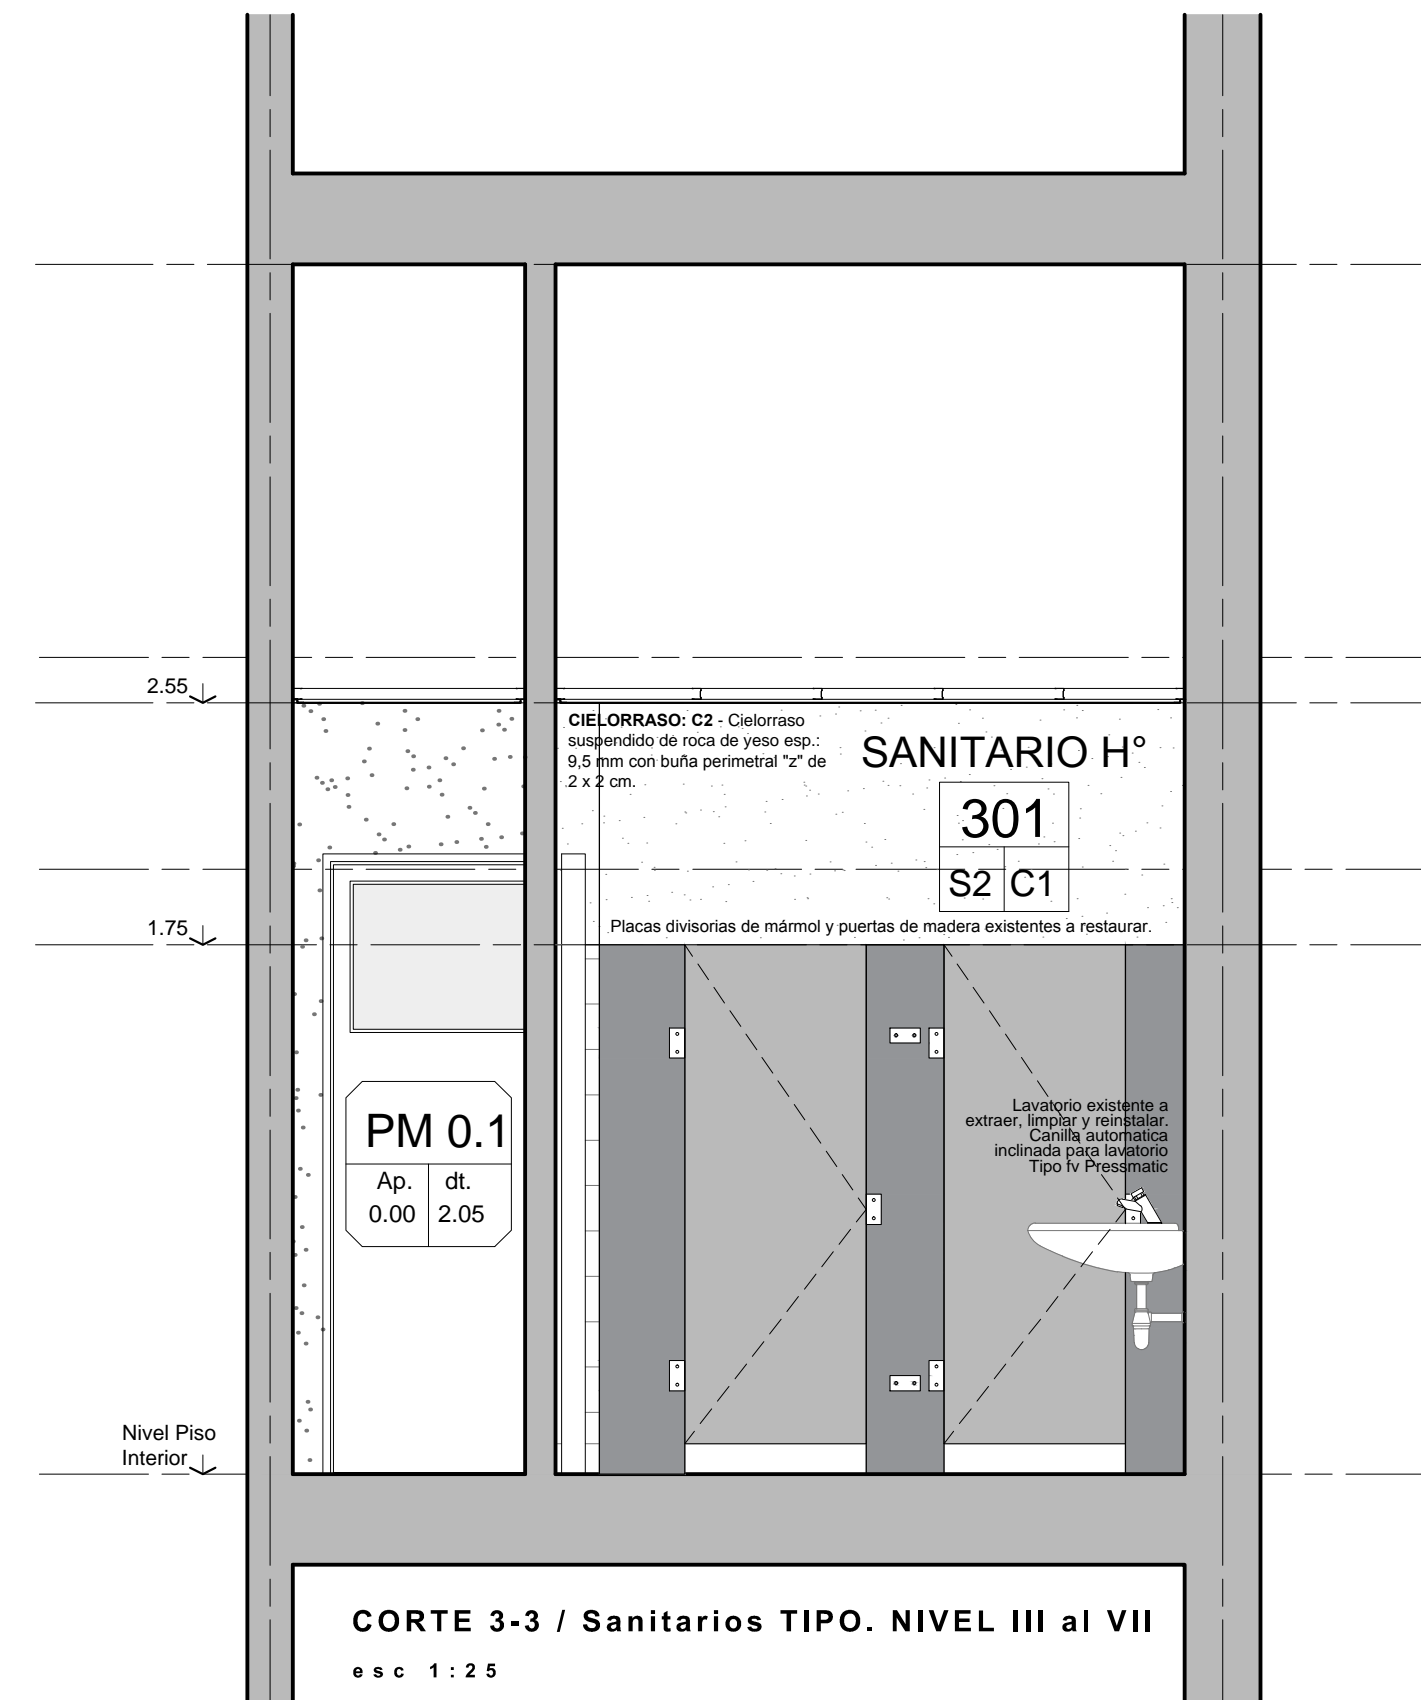 2.55
CIELORRASO: C2 - Cielorraso
suspendido de roca de yeso esp.:
9,5 mm con buña perimetral "z" de
2 x 2 cm.
SANITARIO H°
301
S2 C1
1.75
Placas divisorias de mármol y puertas de madera existentes a restaurar.
PM 0.1
Ap. dt.
0.00 2.05
Lavatorio existente a
extraer, limpiar y reinstalar.
Canilla automatica
inclinada para lavatorio
Tipo fv Pressmatic
Nivel Piso
Interior
CORTE 3-3 / Sanitarios TIPO. NIVEL III al VII
esc 1:25